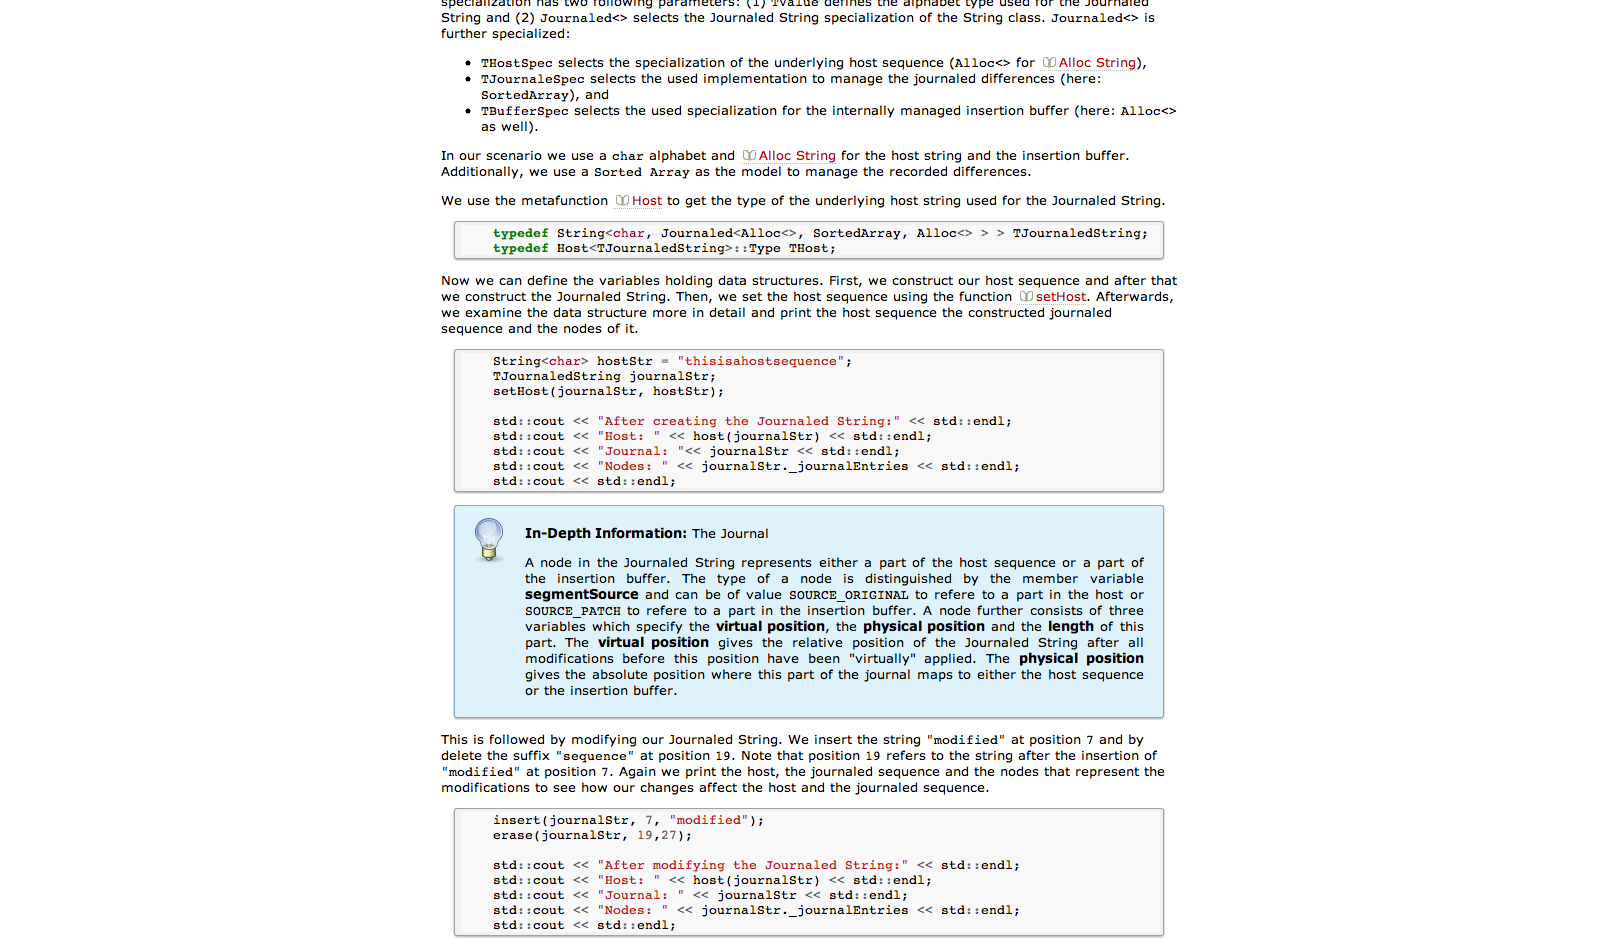 specialization has two following parameters: (1) TValue defines the alphabet type used for the Journaled
String and (2) Journaled<> selects the Journaled String specialization of the String class. Journaled<> is
further specialized:
• THostSpec selects the specialization of the underlying host sequence (Alloc<> for Alloc String),
• TJournaleSpec selects the used implementation to manage the journaled differences (here:
SortedArray), and
• TBufferSpec selects the used specialization for the internally managed insertion buffer (here: Alloc<>
as well).
In our scenario we use a char alphabet and Alloc String for the host string and the insertion buffer.
Additionally, we use a Sorted Array as the model to manage the recorded differences.
We use the metafunction Host to get the type of the underlying host string used for the Journaled String.
typedef String<char, Journaled<Alloc<>, SortedArray, Alloc<> > > TJournaledString;
typedef Host<TJournaledString>::Type THost;
Now we can define the variables holding data structures. First, we construct our host sequence and after that
we construct the Journaled String. Then, we set the host sequence using the function setHost. Afterwards,
we examine the data structure more in detail and print the host sequence the constructed journaled
sequence and the nodes of it.
String<char> hostStr = "thisisahostsequence";
TJournaledString journalStr;
setHost(journalStr, hostStr);
std::cout << "After creating the Journaled String:" << std::endl;
std::cout << "Host: " << host(journalStr) << std::endl;
std::cout << "Journal: "<< journalStr << std::endl;
std::cout << "Nodes: " << journalStr._journalEntries << std::endl;
std::cout << std::endl;
In-Depth Information: The Journal
A node in the Journaled String represents either a part of the host sequence or a part of
the insertion buffer. The type of a node is distinguished by the member variable
segmentSource and can be of value SOURCE_ORIGINAL to refere to a part in the host or
SOURCE_PATCH to refere to a part in the insertion buffer. A node further consists of three
variables which specify the virtual position, the physical position and the length of this
part. The virtual position gives the relative position of the Journaled String after all
modifications before this position have been "virtually" applied. The physical position
gives the absolute position where this part of the journal maps to either the host sequence
or the insertion buffer.
This is followed by modifying our Journaled String. We insert the string "modified" at position 7 and by
delete the suffix "sequence" at position 19. Note that position 19 refers to the string after the insertion of
"modified" at position 7. Again we print the host, the journaled sequence and the nodes that represent the
modifications to see how our changes affect the host and the journaled sequence.
insert(journalStr, 7, "modified");
erase(journalStr, 19,27);
std::cout << "After modifying the Journaled String:" << std::endl;
std::cout << "Host: " << host(journalStr) << std::endl;
std::cout << "Journal: " << journalStr << std::endl;
std::cout << "Nodes: " << journalStr._journalEntries << std::endl;
std::cout << std::endl;